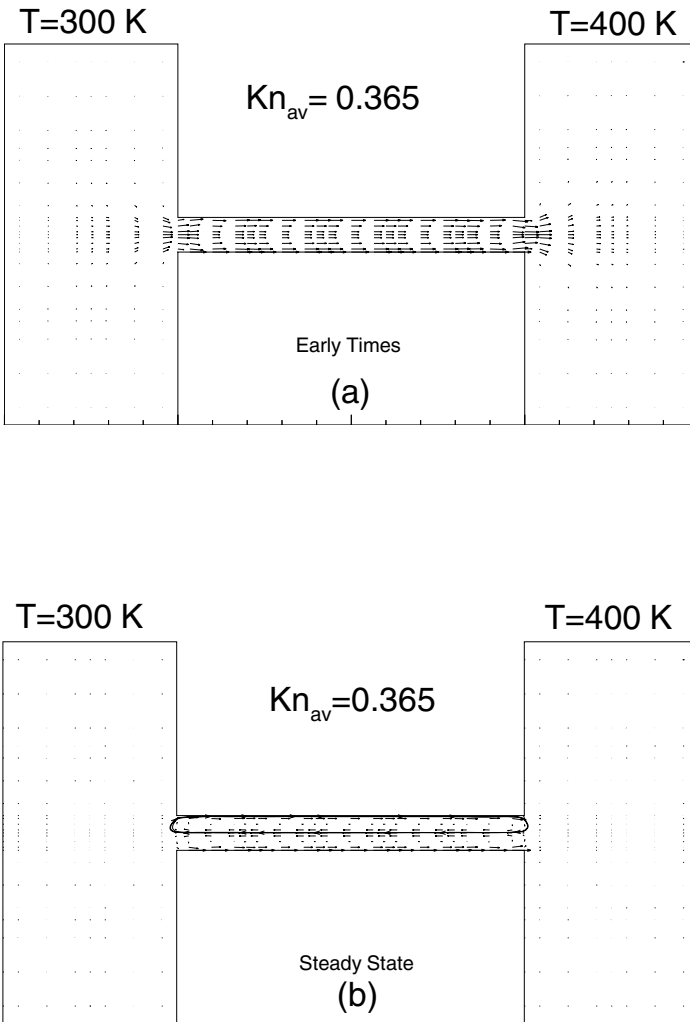 T=300 K
T=400 K
Kn_av= 0.365
Early Times
(a)
T=300 K
T=400 K
Kn_av=0.365
Steady State
(b)